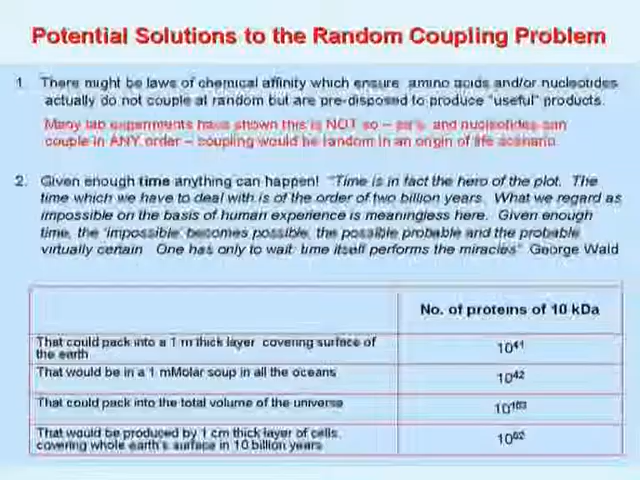 Potential Solutions to the Random Coupling Problem
1. There might be laws of chemical affinity which ensure amino acids and/or nucleotides
actually do not couple at random but are pre-disposed to produce "useful" products.
Many lab experiments have shown this is NOT so – aa's and nucleotides can
couple in ANY order – coupling would be random in an origin of life scenario.
2. Given enough time anything can happen! "Time is in fact the hero of the plot. The
time which we have to deal with is of the order of two billion years. What we regard as
impossible on the basis of human experience is meaningless here. Given enough
time, the 'impossible' becomes possible, the possible probable and the probable
virtually certain. One has only to wait: time itself performs the miracles" George Wald
No. of proteins of 10 kDa
That could pack into a 1 m thick layer covering surface of
the earth
10⁴¹
That would be in a 1 mMolar soup in all the oceans
10⁴²
That could pack into the total volume of the universe
That would be produced by 1 cm thick layer of cells
covering whole earth's surface in 10 billion years